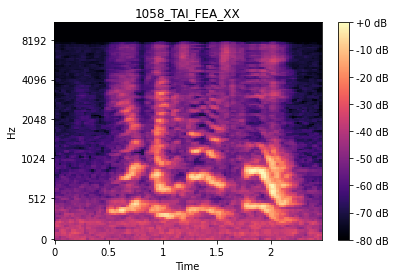 1058_TAI_FEA_XX
8192
4096
2048
1024
512
0
Hz
0
0.5
1
1.5
2
Time
+0 dB
-10 dB
-20 dB
-30 dB
-40 dB
-50 dB
-60 dB
-70 dB
-80 dB